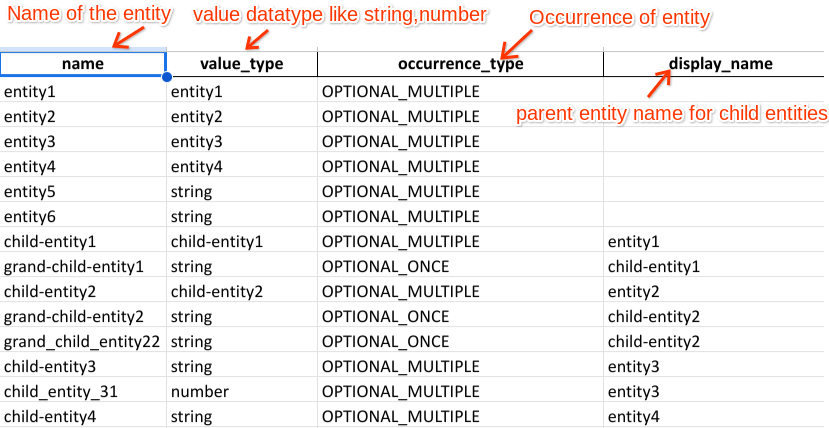 Name of the entity
value datatype like string,number
Occurrence of entity
name value_type occurrence_type display_name
entity1 entity1 OPTIONAL_MULTIPLE
parent entity name for child entities
entity2 entity2 OPTIONAL_MULTIPLE
entity3 entity3 OPTIONAL_MULTIPLE
entity4 entity4 OPTIONAL_MULTIPLE
entity5 string OPTIONAL_MULTIPLE
entity6 string OPTIONAL_MULTIPLE
child-entity1 child-entity1 OPTIONAL_MULTIPLE entity1
grand-child-entity1 string OPTIONAL_ONCE child-entity1
child-entity2 child-entity2 OPTIONAL_MULTIPLE entity2
grand-child-entity2 string OPTIONAL_ONCE child-entity2
grand_child_entity22 string OPTIONAL_ONCE child-entity2
child-entity3 string OPTIONAL_MULTIPLE entity3
child_entity_31 number OPTIONAL_MULTIPLE entity3
child-entity4 string OPTIONAL_MULTIPLE entity4